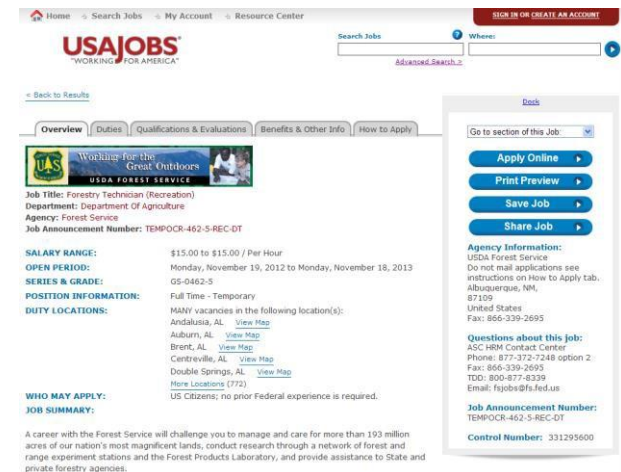 Home Search Jobs My Account Resource Center
SIGN IN OR CREATE AN ACCOUNT
USAJOBS
"WORKING FOR AMERICA"
Search Jobs ? Where:
Advanced Search >
< Back to Results
Overview Duties Qualifications & Evaluations Benefits & Other Info How to Apply
UAS
Working for the
Great Outdoors
USDA FOREST SERVICE
Job Title: Forestry Technician (Recreation)
Department: Department Of Agriculture
Agency: Forest Service
Job Announcement Number: TEMPOCR-462-5-REC-DT
SALARY RANGE: $15.00 to $15.00 / Per Hour
OPEN PERIOD: Monday, November 19, 2012 to Monday, November 18, 2013
SERIES & GRADE: GS-0462-5
POSITION INFORMATION: Full Time - Temporary
DUTY LOCATIONS: MANY vacancies in the following location(s):
Andalusia, AL View Map
Auburn, AL View Map
Brent, AL View Map
Centreville, AL View Map
Double Springs, AL View Map
More Locations (772)
WHO MAY APPLY: US Citizens; no prior Federal experience is required.
JOB SUMMARY:
A career with the Forest Service will challenge you to manage and care for more than 193 million
acres of our nation's most magnificent lands, conduct research through a network of forest and
range experiment stations and the Forest Products Laboratory, and provide assistance to State and
private forestry agencies.
Dock
Go to section of this Job:
Apply Online
Print Preview
Save Job
Share Job
Agency Information:
USDA Forest Service
Do not mail applications see
instructions on How to Apply tab.
Albuquerque, NM,
87109
United States
Fax: 866-339-2695
Questions about this job:
ASC HRM Contact Center
Phone: 877-372-7248 option 2
Fax: 866-339-2695
TDD: 800-877-8339
Email: fsjobs@fs.fed.us
Job Announcement Number:
TEMPOCR-462-5-REC-DT
Control Number: 331295600